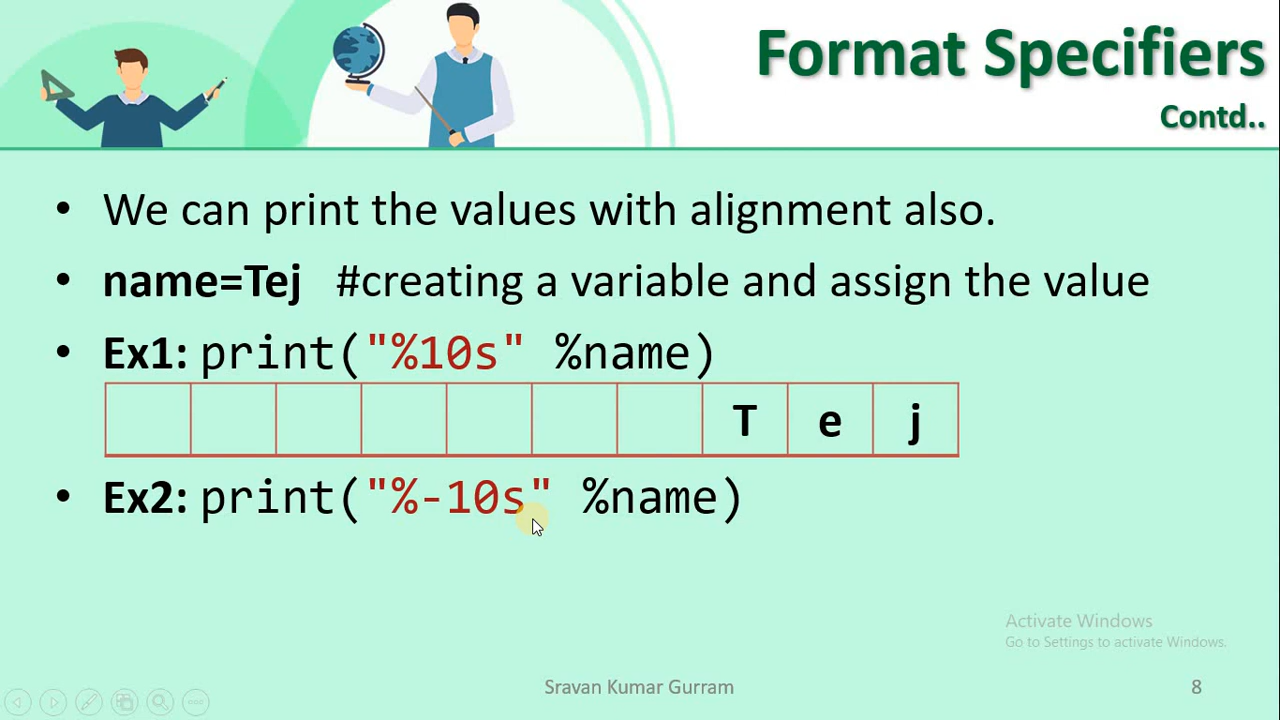 Format Specifiers
Contd..
• We can print the values with alignment also.
• name=Tej #creating a variable and assign the value
• Ex1: print("%10s" %name)
T e j
• Ex2: print("%-10s" %name)
Activate Windows
Go to Settings to activate Windows.
Sravan Kumar Gurram 8